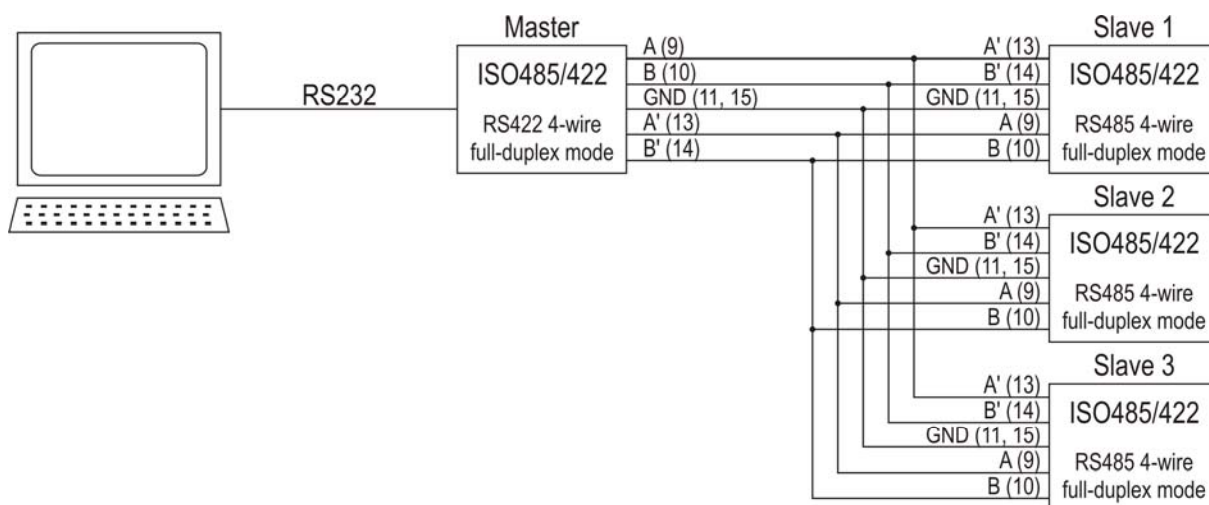 Master
Slave 1
A (9)
A' (13)
B (10)
B' (14)
ISO485/422
ISO485/422
RS232
GND (11, 15)
GND (11, 15)
RS422 4-wire
A' (13)
A (9)
RS485 4-wire
full-duplex mode
B' (14)
B (10)
full-duplex mode
Slave 2
A' (13)
B' (14)
ISO485/422
GND (11, 15)
A (9)
RS485 4-wire
B (10)
full-duplex mode
Slave 3
A' (13)
B' (14)
ISO485/422
GND (11, 15)
A (9)
RS485 4-wire
B (10)
full-duplex mode